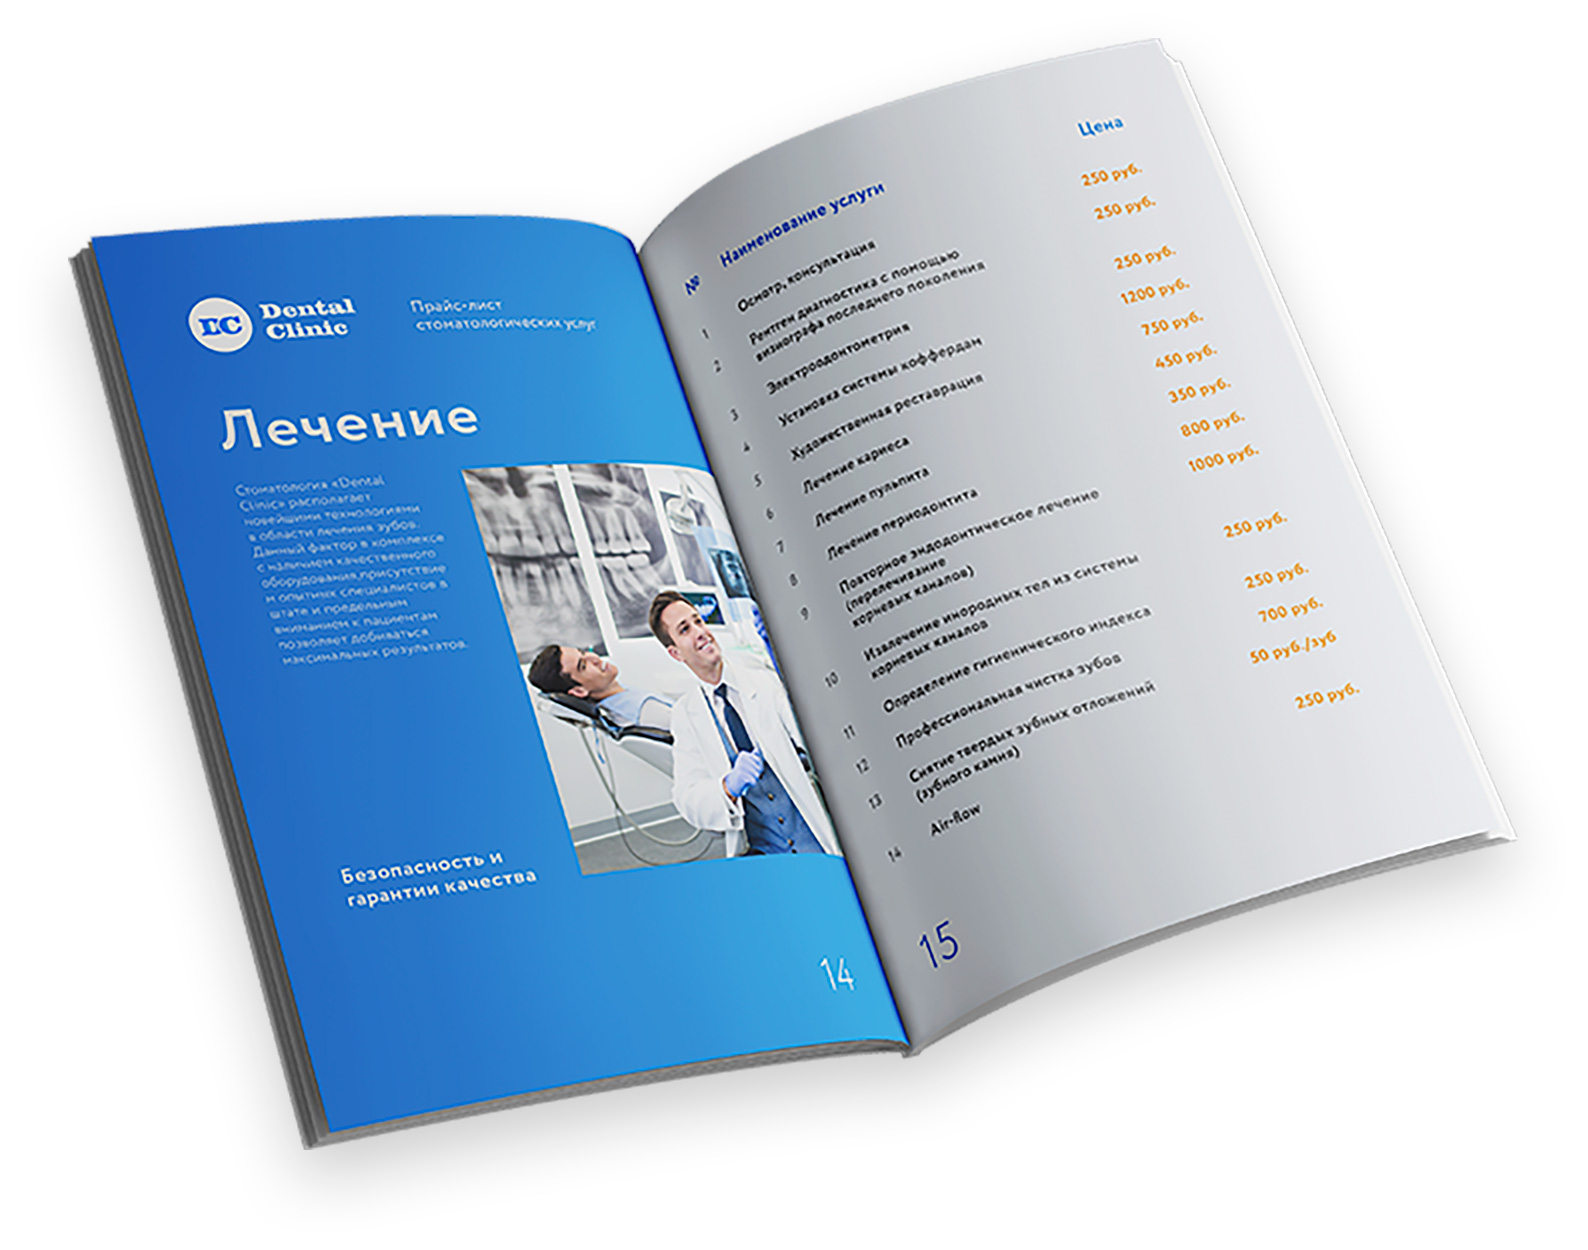 DC
Dental
Clinic
Прайс-лист
стоматологических услуг
Лечение
Стоматология «Dental
Clinic» располагает
новейшими технологиями
в области лечения зубов.
Данный фактор в комплексе
с наличием качественного
оборудования,присутствие
м опытных специалистов в
штате и предельным
вниманием к пациентам
позволяет добиваться
максимальных результатов.
Безопасность и
гарантии качества
14
№ Наименование услуги Цена
1 Осмотр, консультация 250 руб.
2 Рентген диагностика с помощью 250 руб.
визиографа последнего поколения
3 Электроодонтометрия 250 руб.
4 Установка системы коффердам 1200 руб.
5 Художественная реставрация 750 руб.
6 Лечение кариеса 450 руб.
7 Лечение пульпита 350 руб.
8 Лечение периодонтита 800 руб.
9 Повторное эндодонтическое лечение 1000 руб.
(перелечивание
корневых каналов)
10 Извлечение инородных тел из системы 250 руб.
корневых каналов
11 Определение гигиенического индекса 250 руб.
12 Профессиональная чистка зубов 700 руб.
13 Снятие твердых зубных отложений 50 руб./зуб
(зубного камня)
14 Air-flow 250 руб.
15